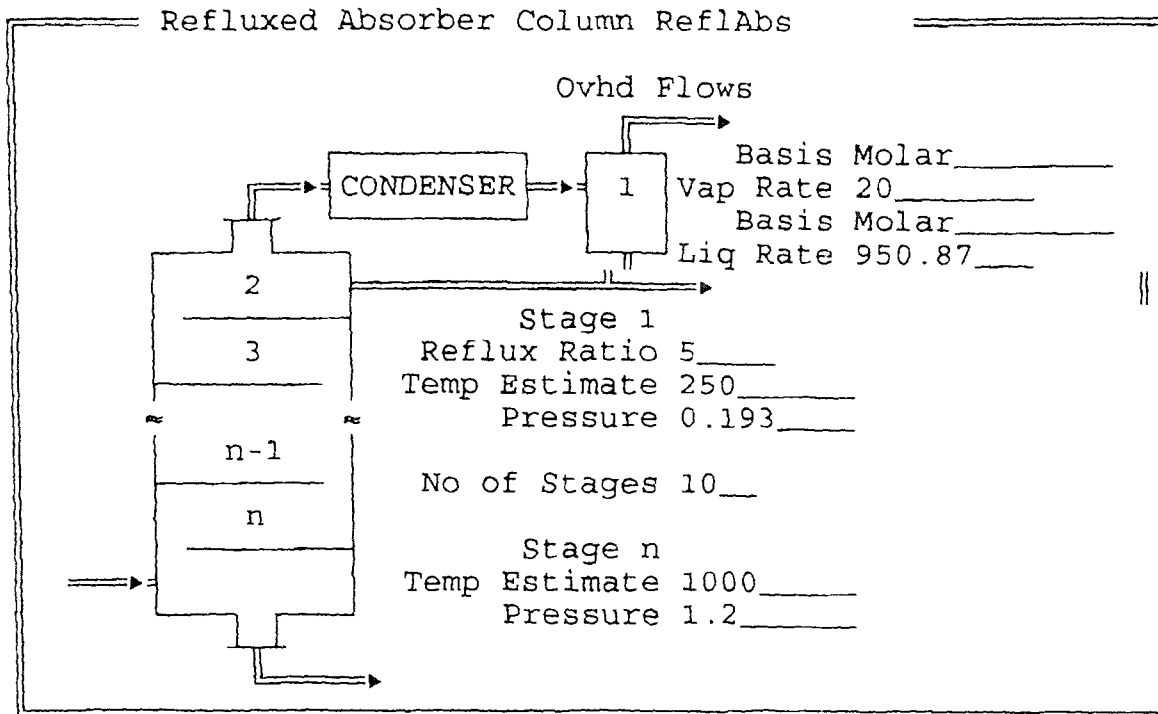 Refluxed Absorber Column ReflAbs
Ovhd Flows
Basis Molar
CONDENSER
1
Vap Rate 20
Basis Molar
Liq Rate 950.87
2
Stage 1
3
Reflux Ratio 5
Temp Estimate 250
Pressure 0.193
n-1
No of Stages 10
n
Stage n
Temp Estimate 1000
Pressure 1.2